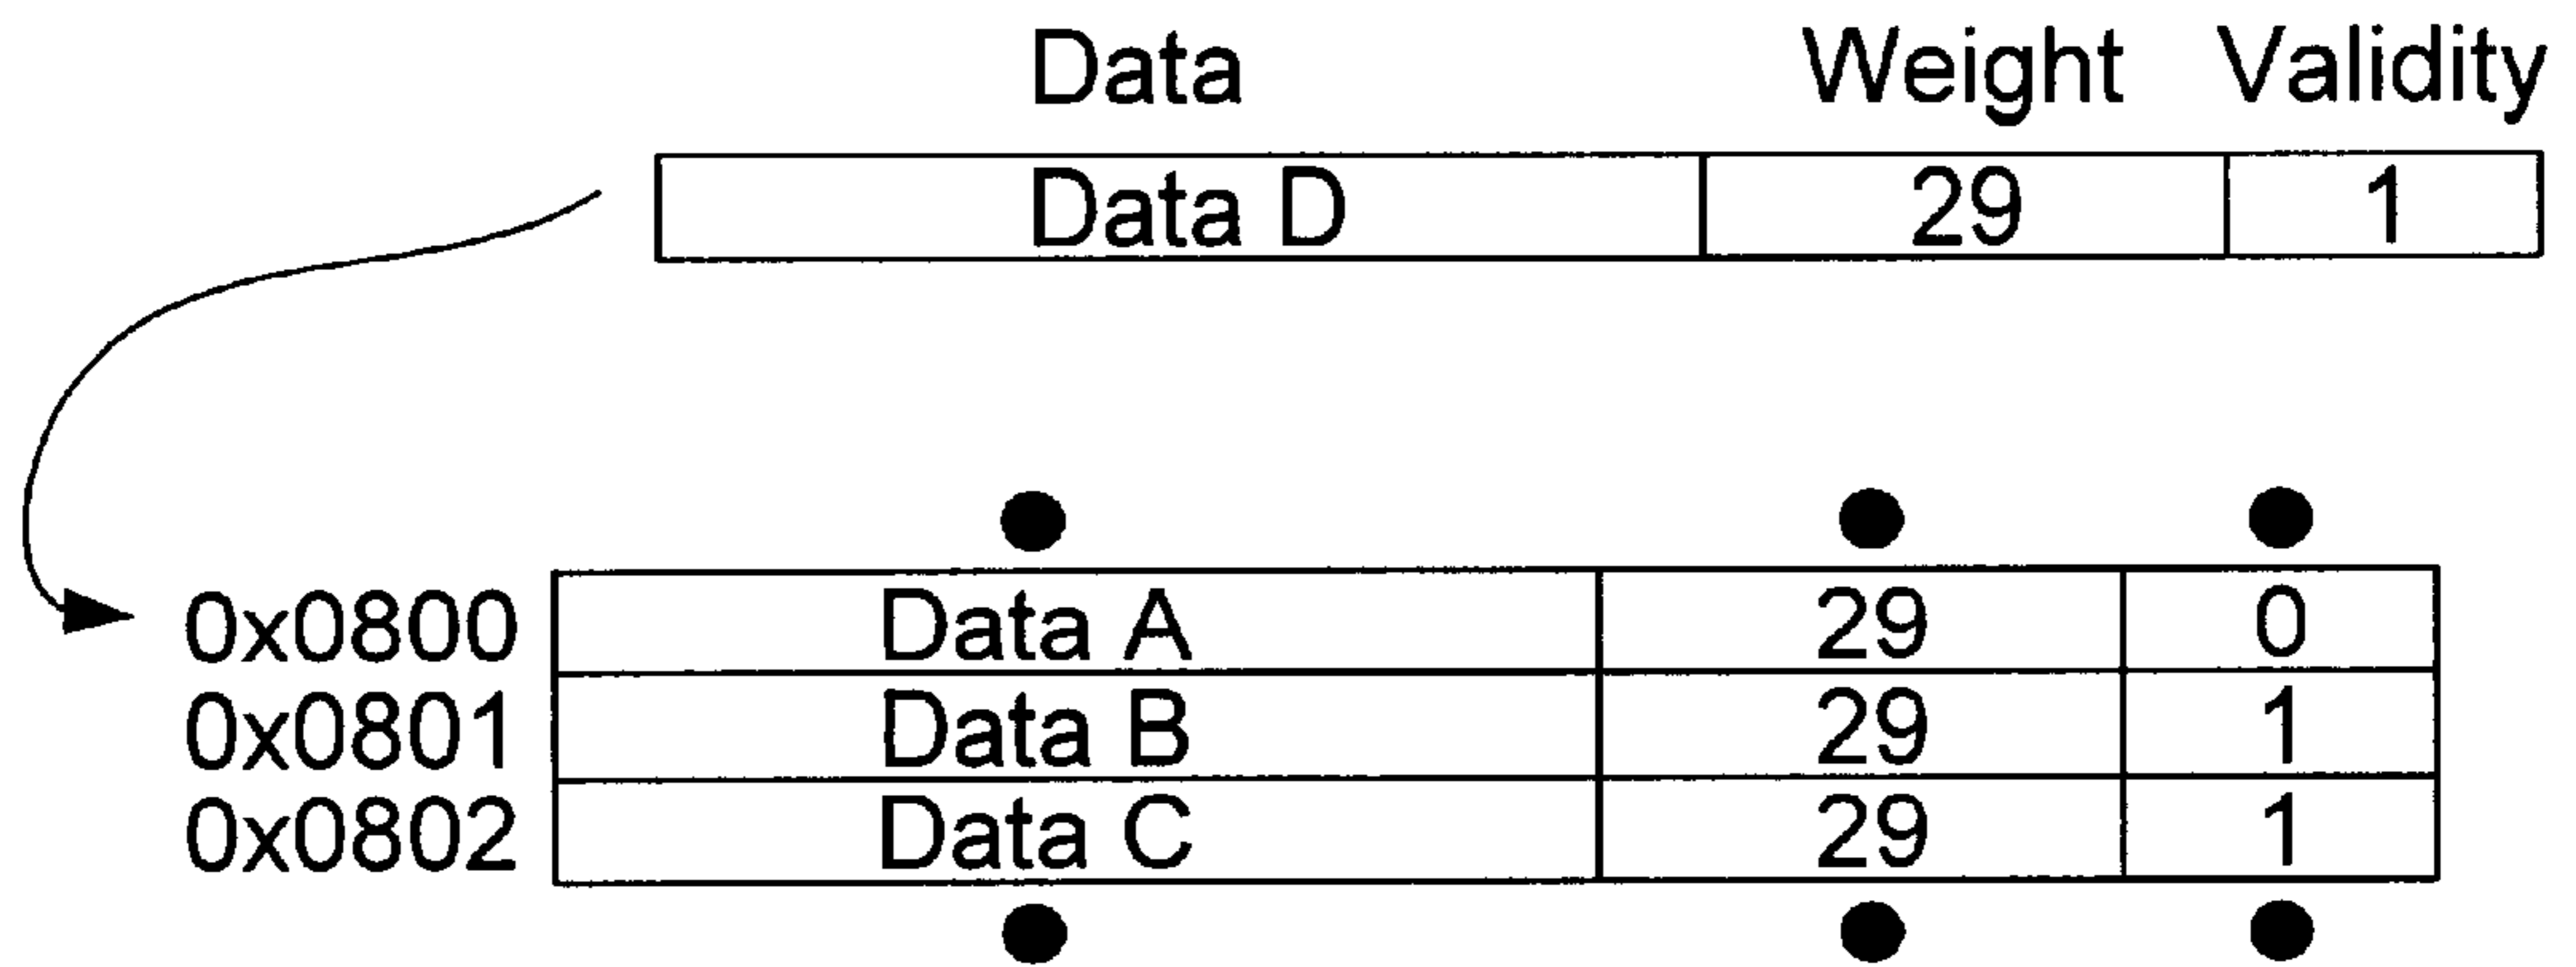 Data Weight Validity
Data D 29 1
0x0800 Data A 29 0
0x0801 Data B 29 1
0x0802 Data C 29 1